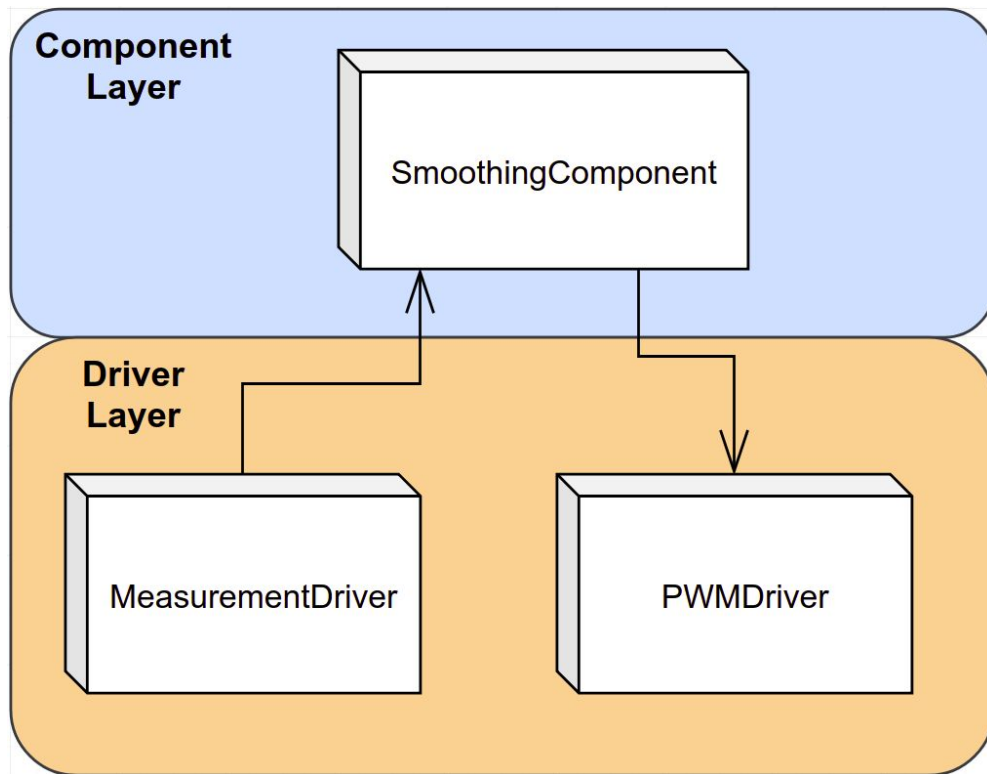 Component
Layer
SmoothingComponent
Driver
Layer
MeasurementDriver
PWMDriver